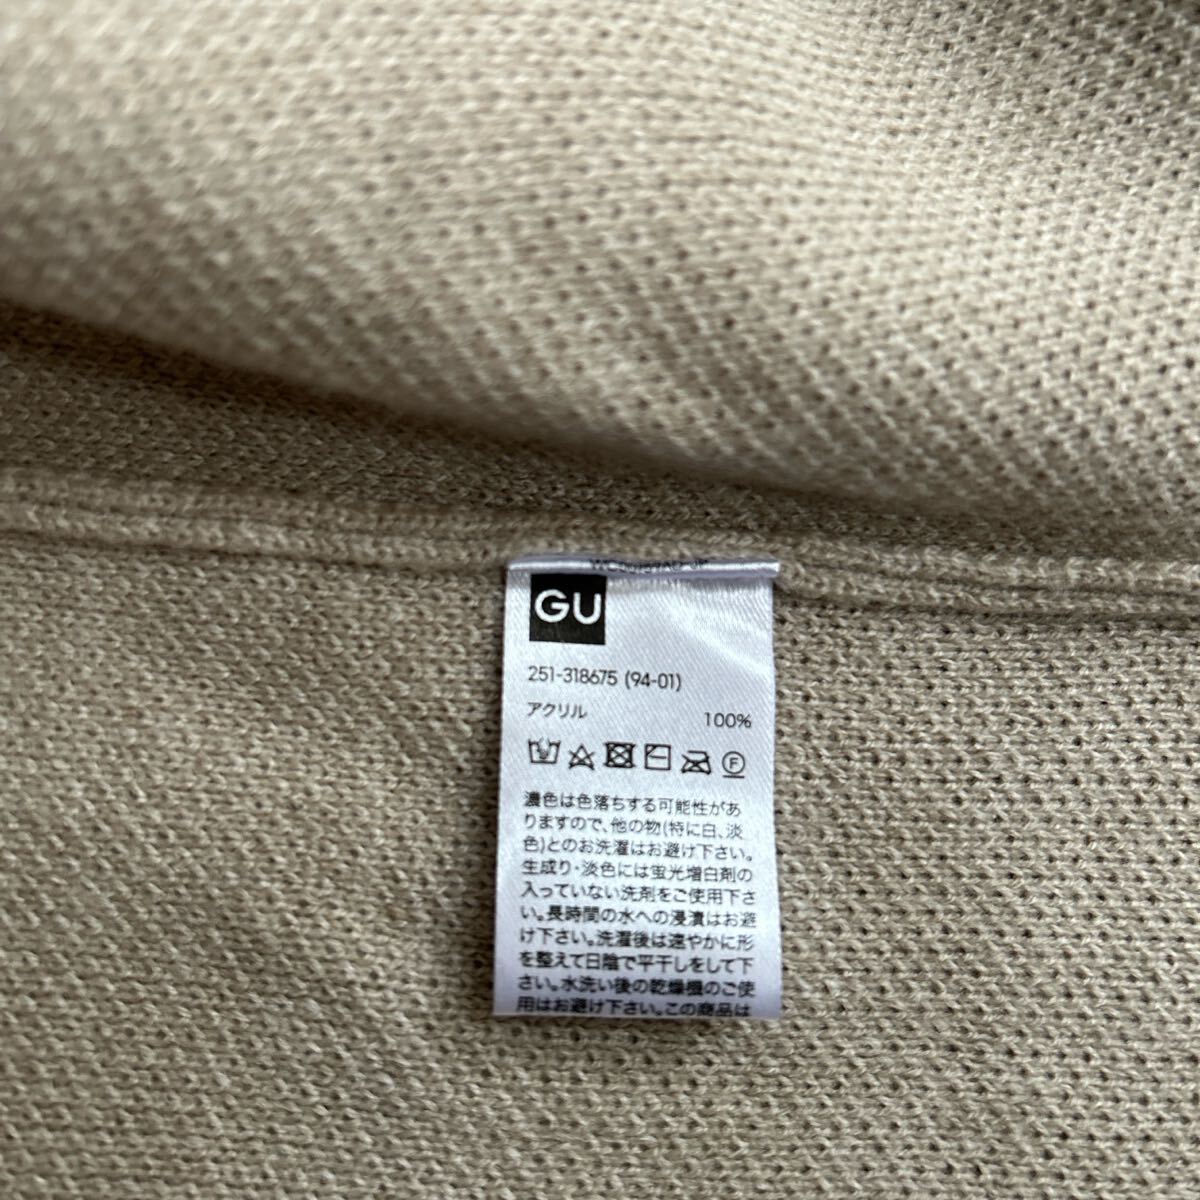 GU
251-318675 (94-01)
アクリル 100%
F
濃色は色落ちする可能性があ
りますので、他の物(特に白、淡
色)とのお洗濯はお避け下さい。
生成り・淡色には蛍光増白剤の
入っていない洗剤をご使用下さ
い。長時間の水への浸漬はお避
け下さい。洗濯後は速やかに形
を整えて日陰で平干しをして下
さい。水洗い後の乾燥機のご使
用はお避け下さい。この商品は